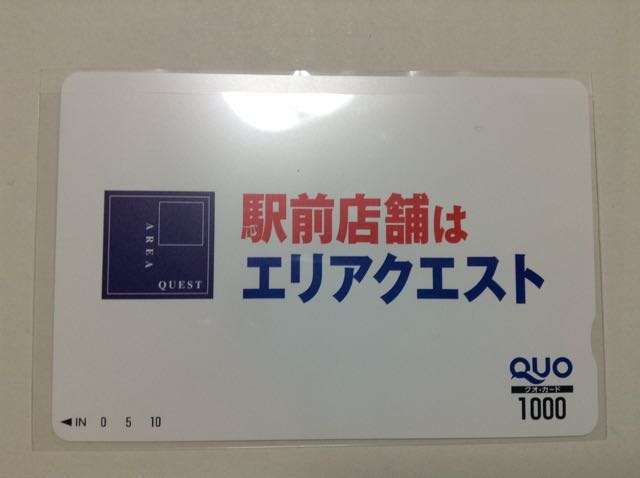 AREA
QUEST
駅前店舗は
エリアクエスト
QUO
クオ・カード
1000
◀IN 0 5 10